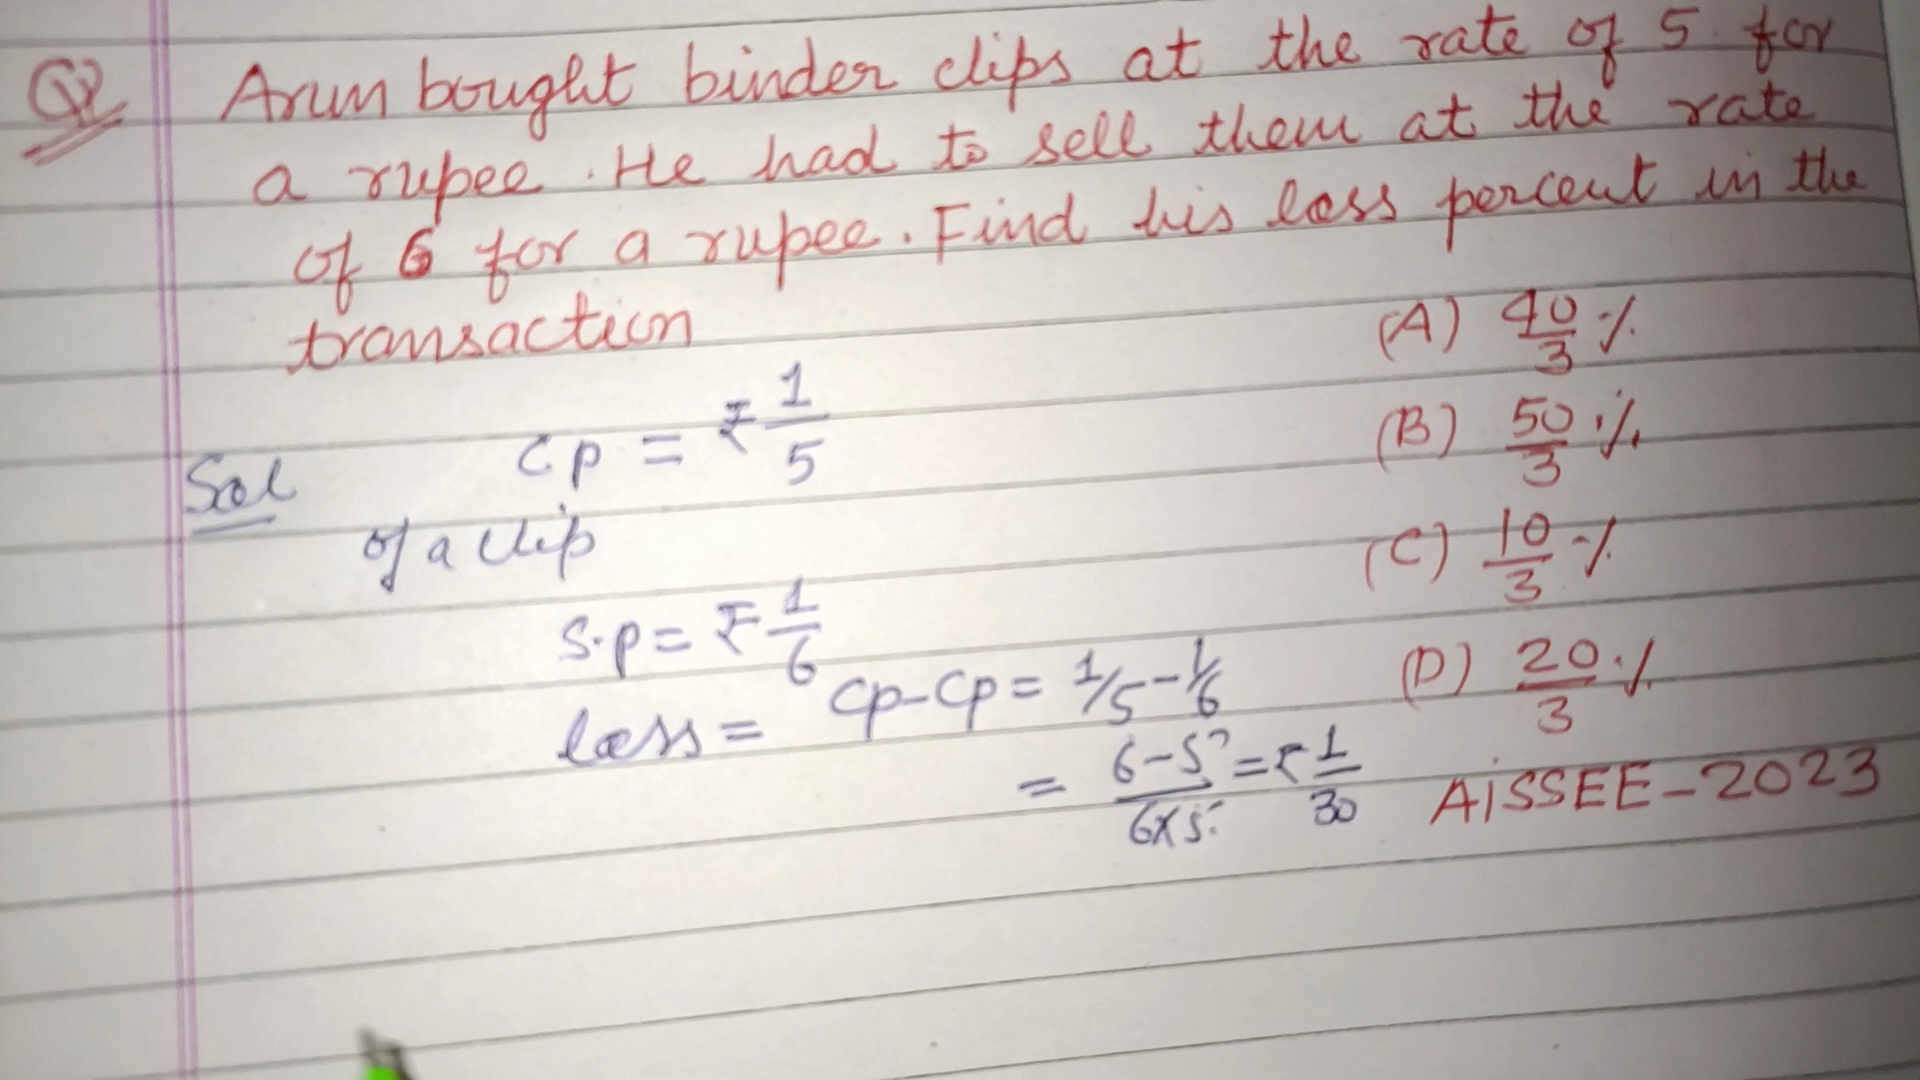 Q Arun bought binder clips at the rate of 5 for
a rupee. He had to sell them at the rate
of 6 for a rupee. Find his loss percent in the
transaction
(A) 40/3 %
(B) 50/3 %
(C) 10/3 %
(D) 20/3 %
AiSSEE-2023
Sol CP = ₹ 1/5
of a clip
S.P = ₹ 1/6
loss = CP-CP = 1/5 - 1/6
= 6-5/6x5 = ₹ 1/30